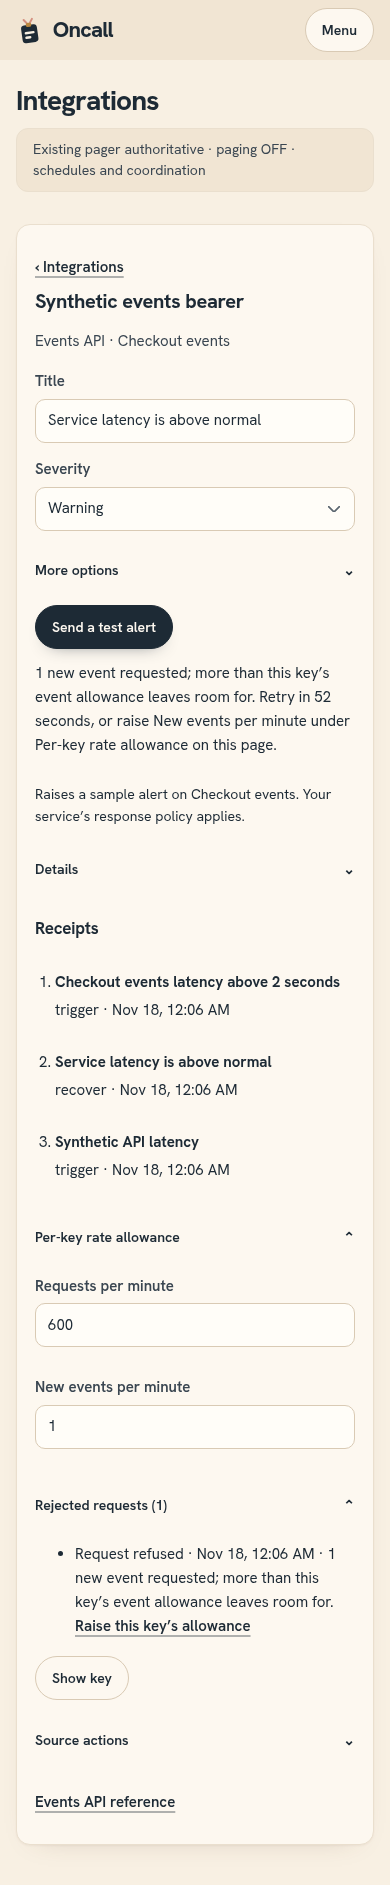 Oncall
Menu
Integrations
Existing pager authoritative · paging OFF ·
schedules and coordination
‹ Integrations
Synthetic events bearer
Events API · Checkout events
Title
Service latency is above normal
Severity
Warning
More options
Send a test alert
1 new event requested; more than this key’s
event allowance leaves room for. Retry in 52
seconds, or raise New events per minute under
Per-key rate allowance on this page.
Raises a sample alert on Checkout events. Your
service’s response policy applies.
Details
Receipts
1. Checkout events latency above 2 seconds
trigger · Nov 18, 12:06 AM
2. Service latency is above normal
recover · Nov 18, 12:06 AM
3. Synthetic API latency
trigger · Nov 18, 12:06 AM
Per-key rate allowance
Requests per minute
600
New events per minute
1
Rejected requests (1)
• Request refused · Nov 18, 12:06 AM · 1
new event requested; more than this
key’s event allowance leaves room for.
Raise this key’s allowance
Show key
Source actions
Events API reference